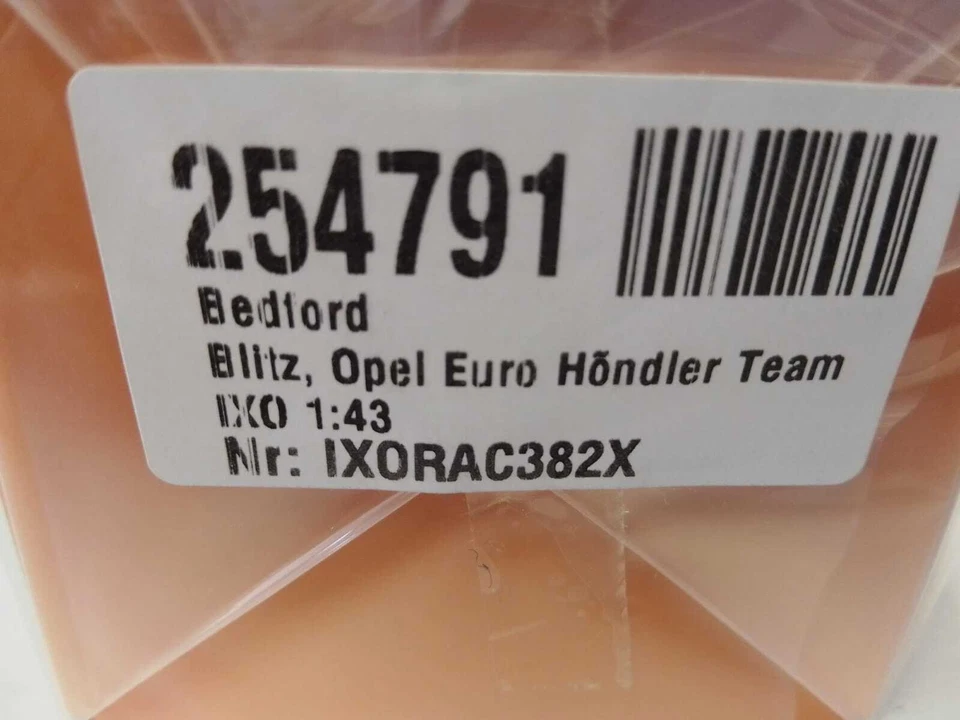 254791
Bedford
Blitz, Opel Euro Hõndler Team
IXO 1:43
Nr: IXORAC382X